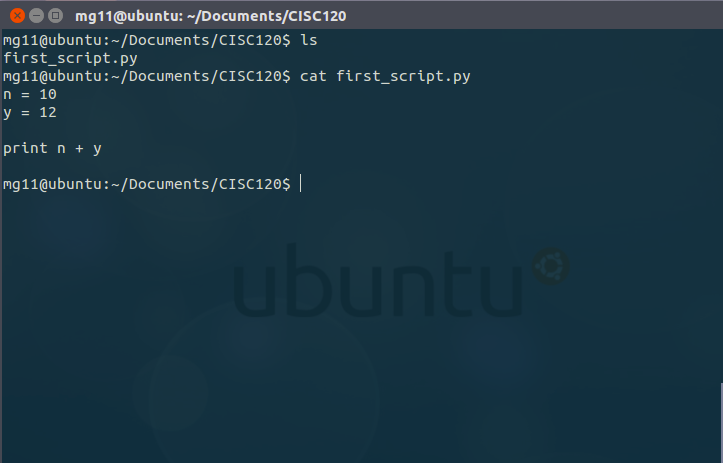 mg11@ubuntu: ~/Documents/CISC120
mg11@ubuntu:~/Documents/CISC120$ ls
first_script.py
mg11@ubuntu:~/Documents/CISC120$ cat first_script.py
n = 10
y = 12
print n + y
mg11@ubuntu:~/Documents/CISC120$
ubuntu